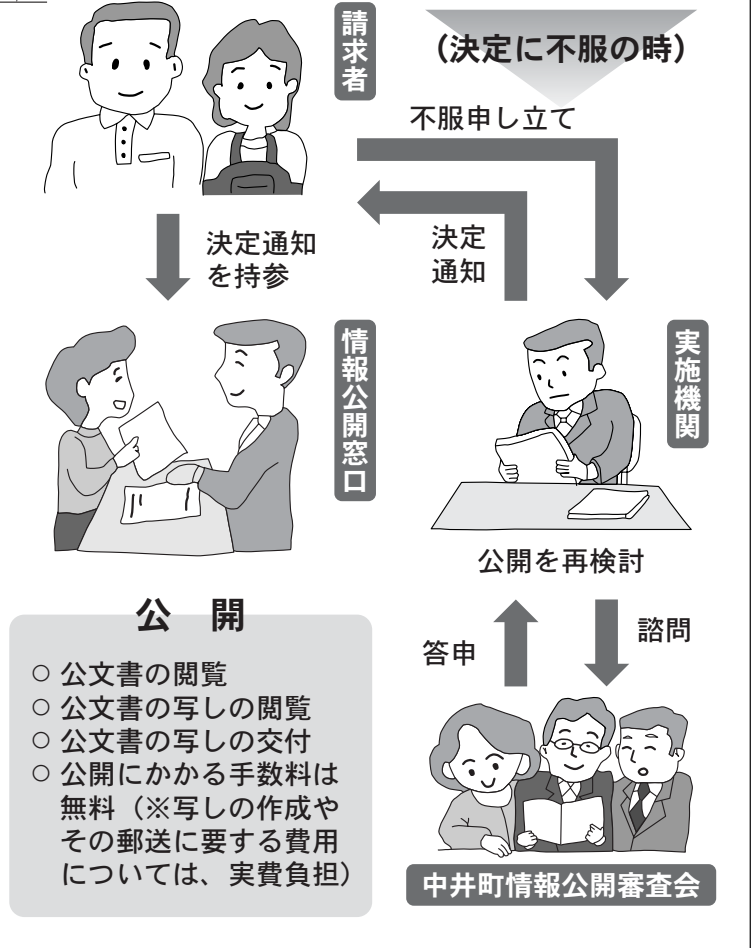 請求者
（決定に不服の時）
不服申し立て
決定通知
を持参
決定
通知
情報公開窓口
実施機関
公開を再検討
答申
諮問
中井町情報公開審査会
公　開
○ 公文書の閲覧
○ 公文書の写しの閲覧
○ 公文書の写しの交付
○ 公開にかかる手数料は
無料（※写しの作成や
その郵送に要する費用
については、実費負担）